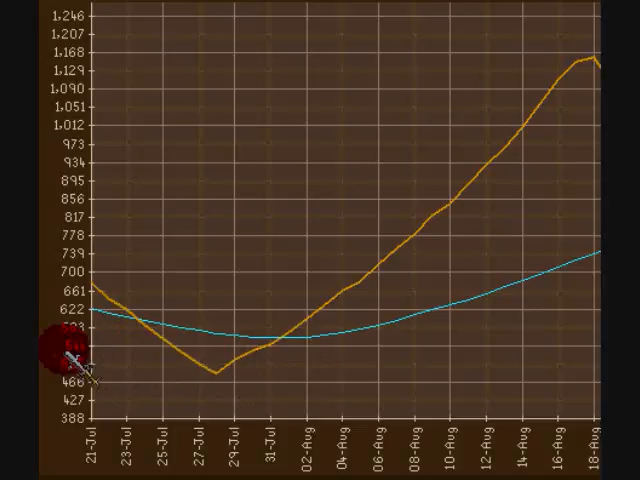 1,246
1,207
1,168
1,129
1,090
1,051
1,012
973
934
895
856
817
778
739
700
661
622
466
427
388
21-Jul
23-Jul
25-Jul
27-Jul
29-Jul
31-Jul
02-Aug
04-Aug
06-Aug
08-Aug
10-Aug
12-Aug
14-Aug
16-Aug
18-Aug